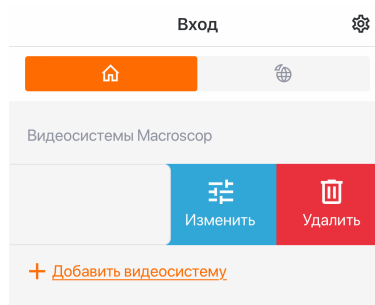 Вход
Видеосистемы Macroscop
Изменить
Удалить
Добавить видеосистему